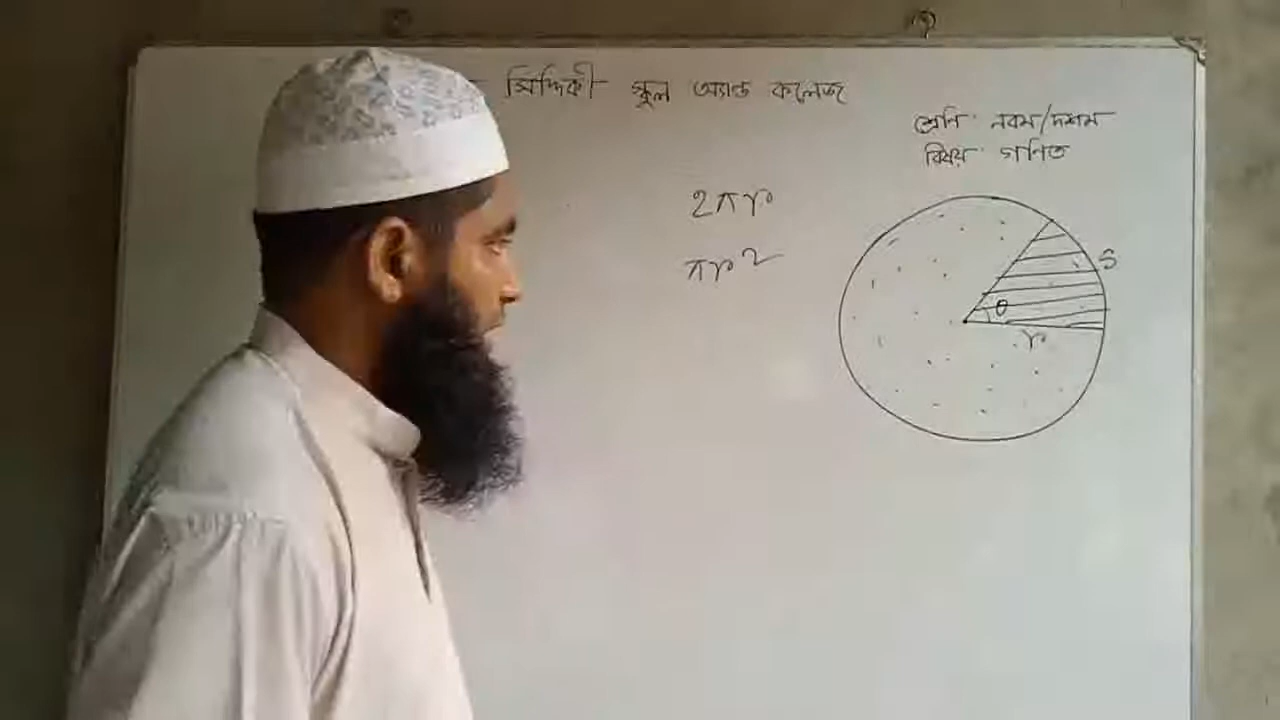 সিদ্দিকী স্কুল অ্যান্ড কলেজ
শ্রেণি: নবম/দশম
বিষয়: গণিত
2πr
πr²
S
θ
r